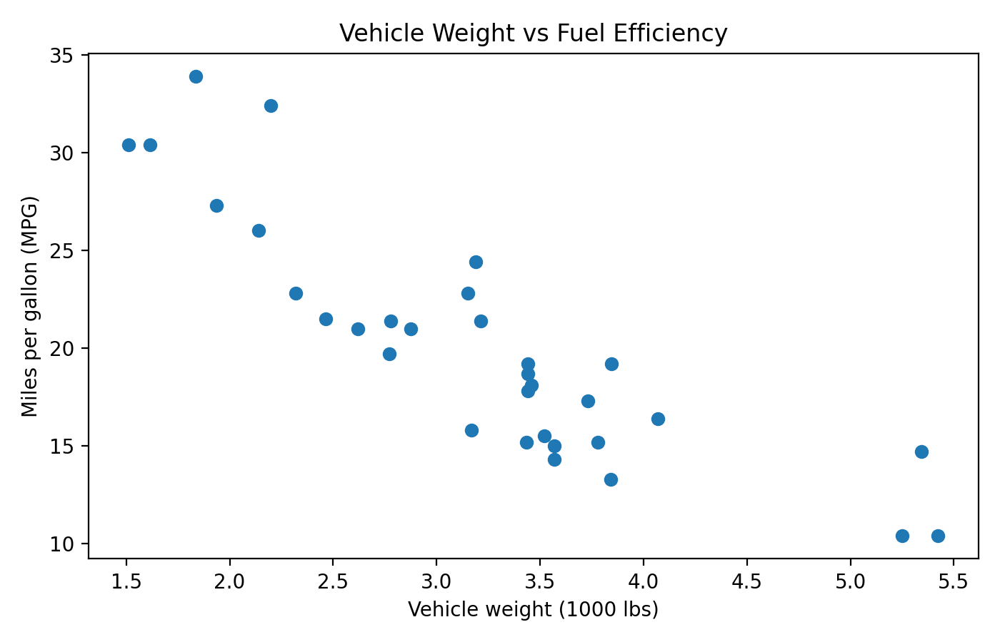 Vehicle Weight vs Fuel Efficiency
Miles per gallon (MPG)
35
30
25
20
15
10
1.5 2.0 2.5 3.0 3.5 4.0 4.5 5.0 5.5
Vehicle weight (1000 lbs)